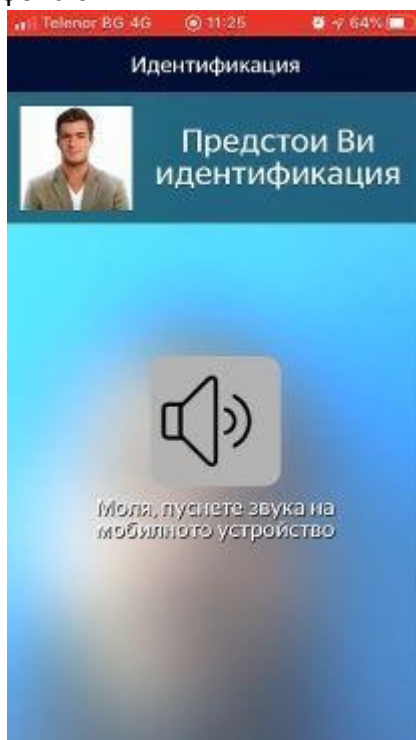 Telenor BG 4G 11:25 64%
Идентификация
Предстои Ви
идентификация
Моля, пуснете звука на
мобилното устройство